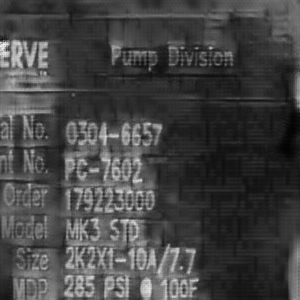 ERVE Pump Division
al No. 0304-6657
nt No. PC-7602
Order 179223000
Model MK3 STD
Size 2K2X1-10A/7.7
MDP 285 PSI @ 100F